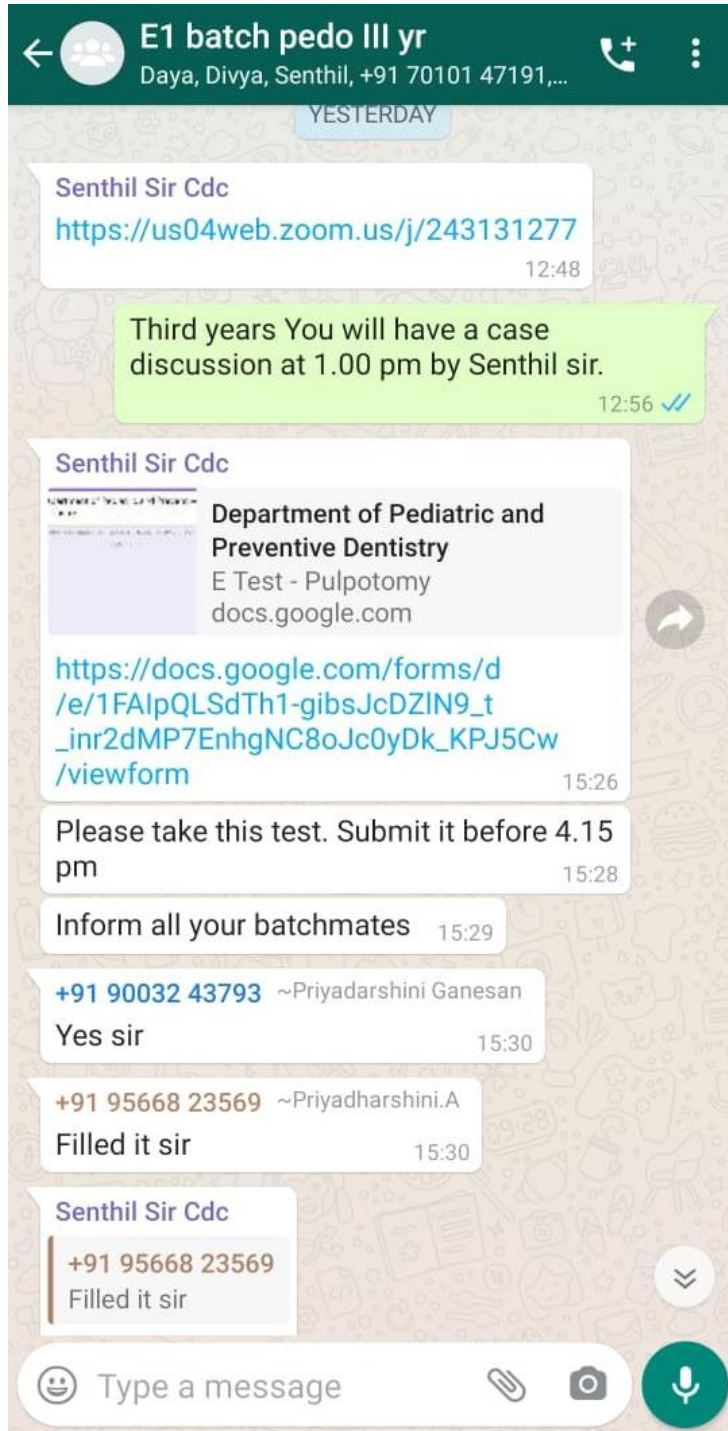 E1 batch pedo III yr
Daya, Divya, Senthil, +91 70101 47191,...
YESTERDAY
Senthil Sir Cdc
https://us04web.zoom.us/j/243131277
12:48
Third years You will have a case
discussion at 1.00 pm by Senthil sir.
12:56
Senthil Sir Cdc
Department of Pediatric and
Preventive Dentistry
E Test - Pulpotomy
docs.google.com
https://docs.google.com/forms/d
/e/1FAIpQLSdTh1-gibsJcDZlN9_t
_inr2dMP7EnhgNC8oJc0yDk_KPJ5Cw
/viewform
15:26
Please take this test. Submit it before 4.15
pm
15:28
Inform all your batchmates 15:29
+91 90032 43793 ~Priyadarshini Ganesan
Yes sir
15:30
+91 95668 23569 ~Priyadharshini.A
Filled it sir
15:30
Senthil Sir Cdc
+91 95668 23569
Filled it sir
Type a message